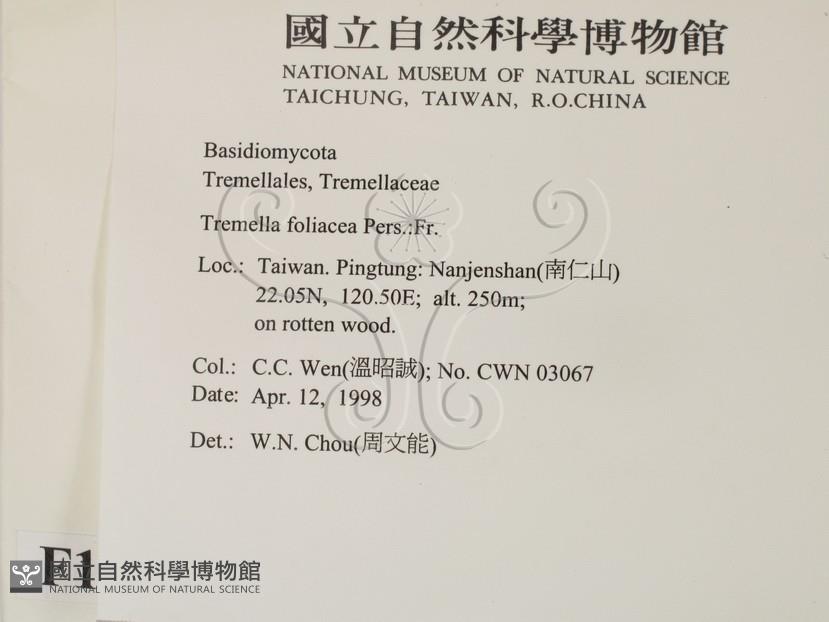 國立自然科學博物館
NATIONAL MUSEUM OF NATURAL SCIENCE
TAICHUNG, TAIWAN, R.O.CHINA
Basidiomycota
Tremellales, Tremellaceae
Tremella foliacea Pers.:Fr.
Loc.: Taiwan. Pingtung: Nanjenshan(南仁山)
22.05N, 120.50E; alt. 250m;
on rotten wood.
Col.: C.C. Wen(溫昭誠); No. CWN 03067
Date: Apr. 12, 1998
Det.: W.N. Chou(周文能)
F1
國立自然科學博物館
NATIONAL MUSEUM OF NATURAL SCIENCE